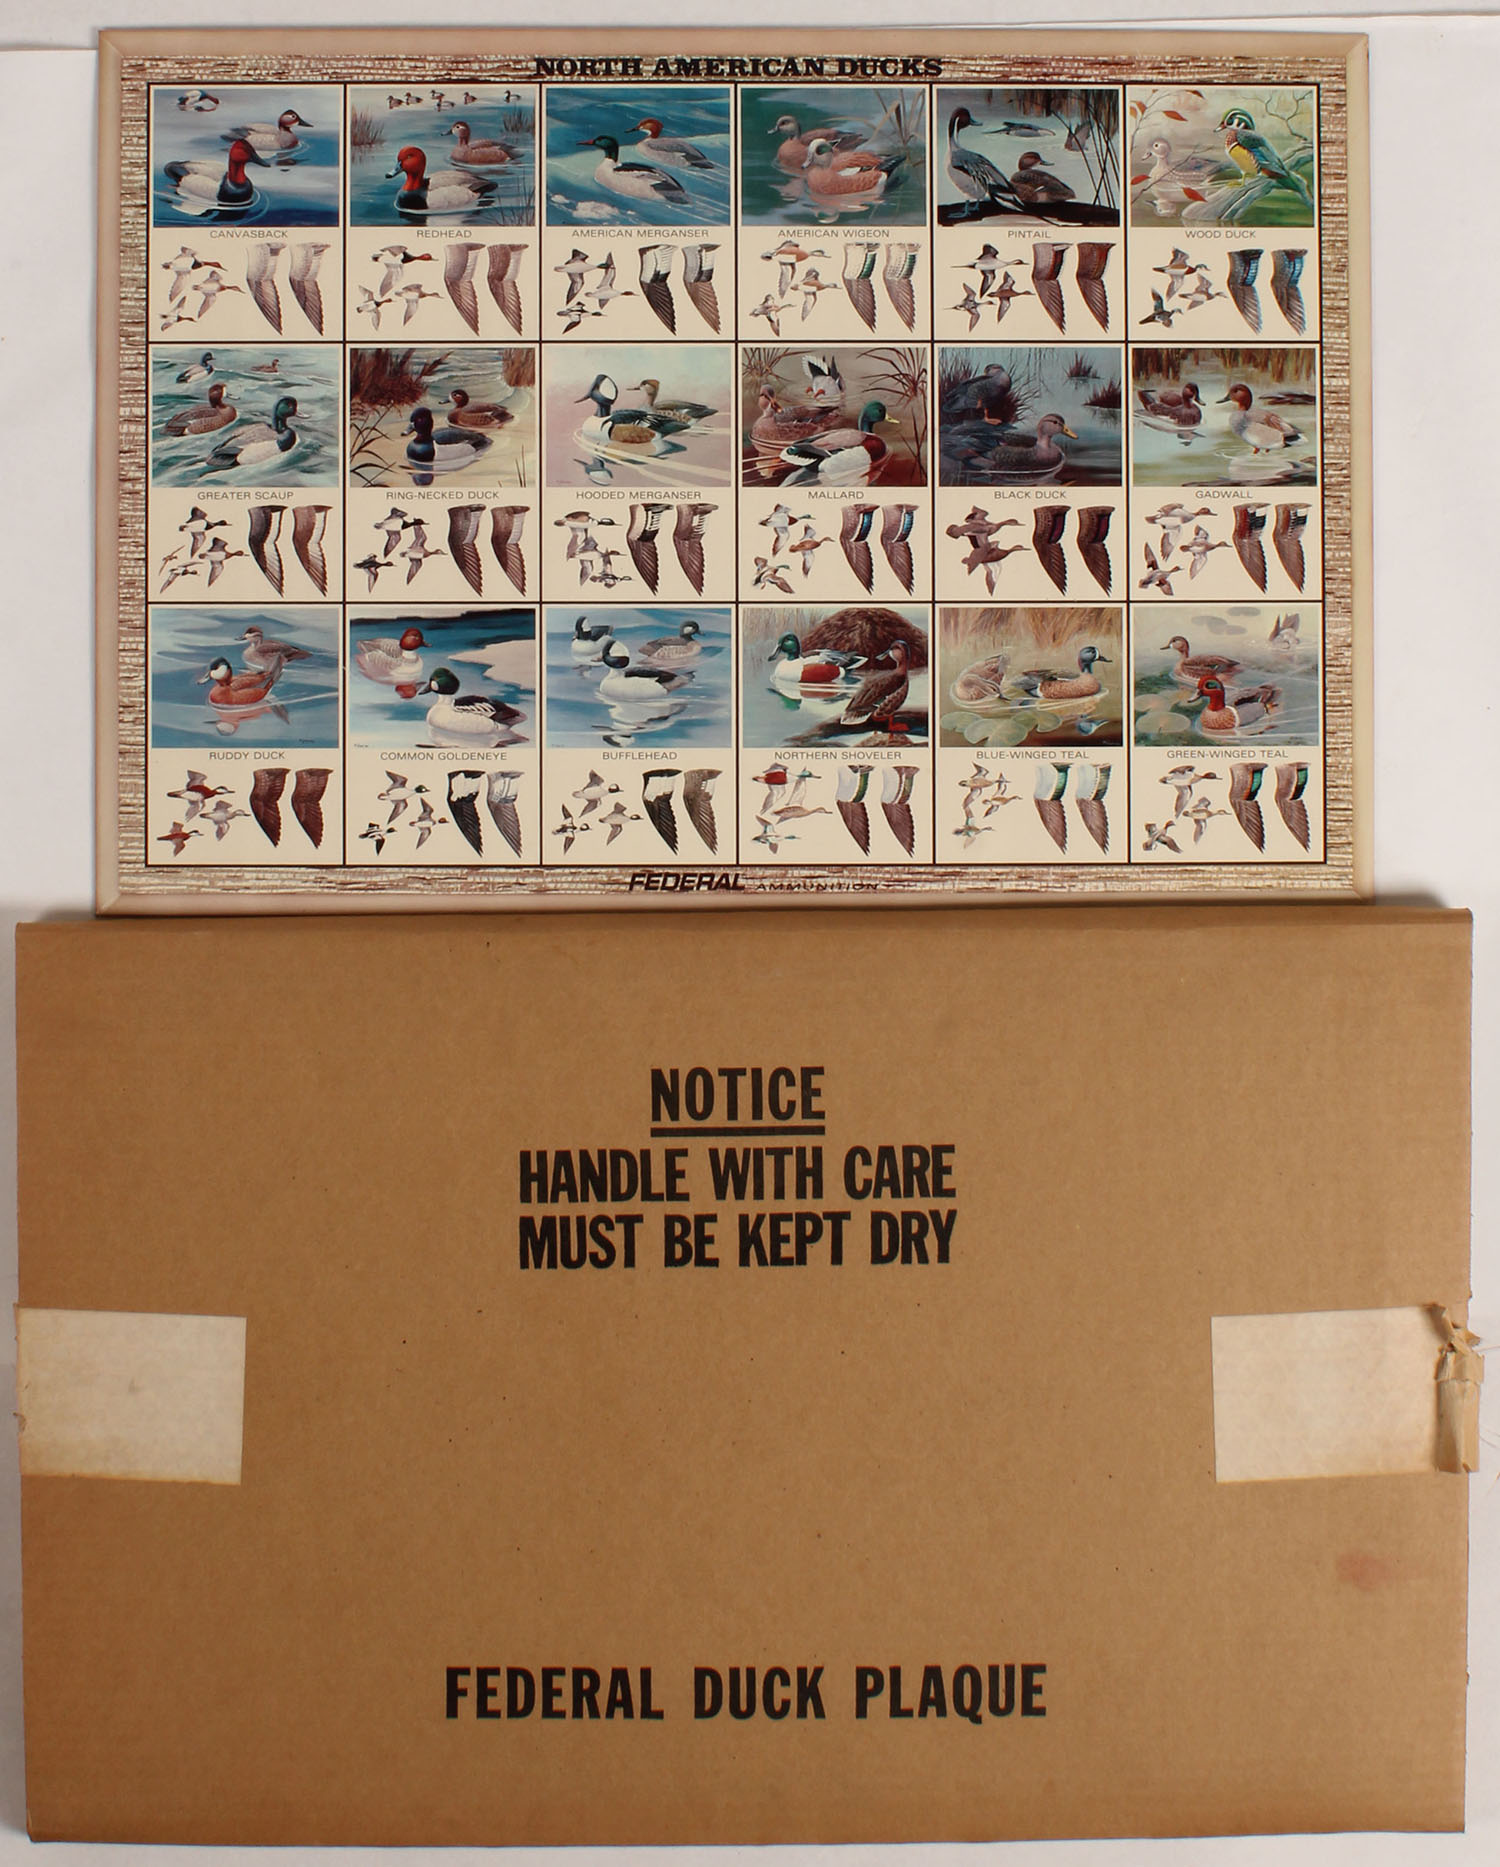 NORTH AMERICAN DUCKS
CANVASBACK REDHEAD AMERICAN MERGANSER AMERICAN WIGEON PINTAIL WOOD DUCK
GREATER SCAUP RING-NECKED DUCK HOODED MERGANSER MALLARD BLACK DUCK GADWALL
RUDDY DUCK COMMON GOLDENEYE BUFFLEHEAD NORTHERN SHOVELER BLUE-WINGED TEAL GREEN-WINGED TEAL
FEDERAL AMMUNITION
NOTICE
HANDLE WITH CARE
MUST BE KEPT DRY
FEDERAL DUCK PLAQUE